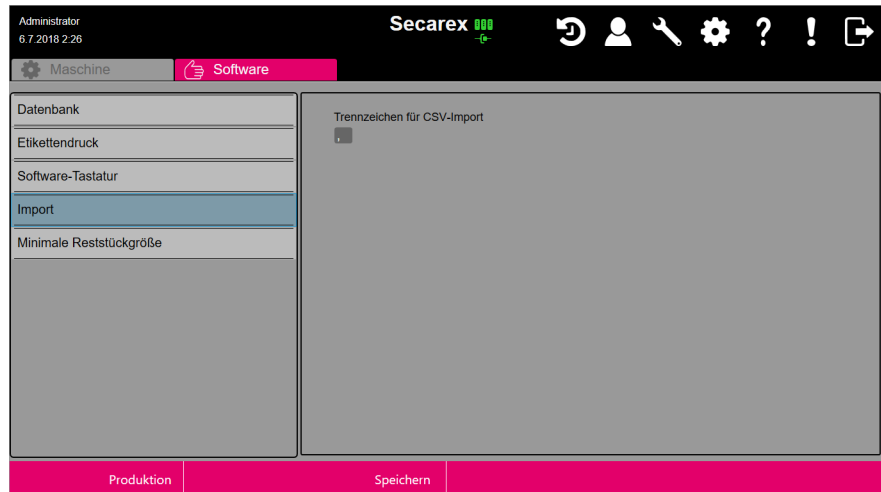 Administrator
6.7.2018 2:26
Secarex
?
!
Maschine
Software
Datenbank
Etikettendruck
Software-Tastatur
Import
Minimale Reststückgröße
Trennzeichen für CSV-Import
,
Produktion
Speichern